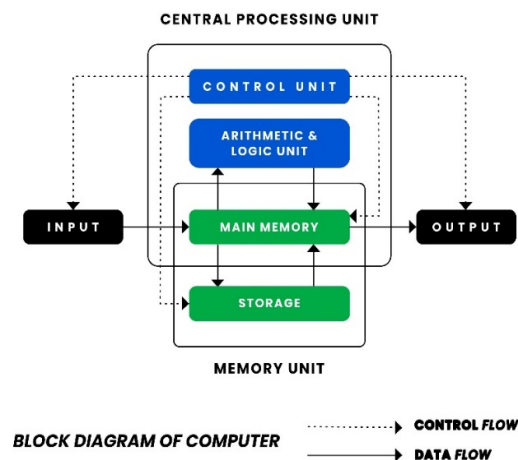 CENTRAL PROCESSING UNIT
CONTROL UNIT
ARITHMETIC &
LOGIC UNIT
INPUT
MAIN MEMORY
OUTPUT
STORAGE
MEMORY UNIT
BLOCK DIAGRAM OF COMPUTER
CONTROL FLOW
DATA FLOW